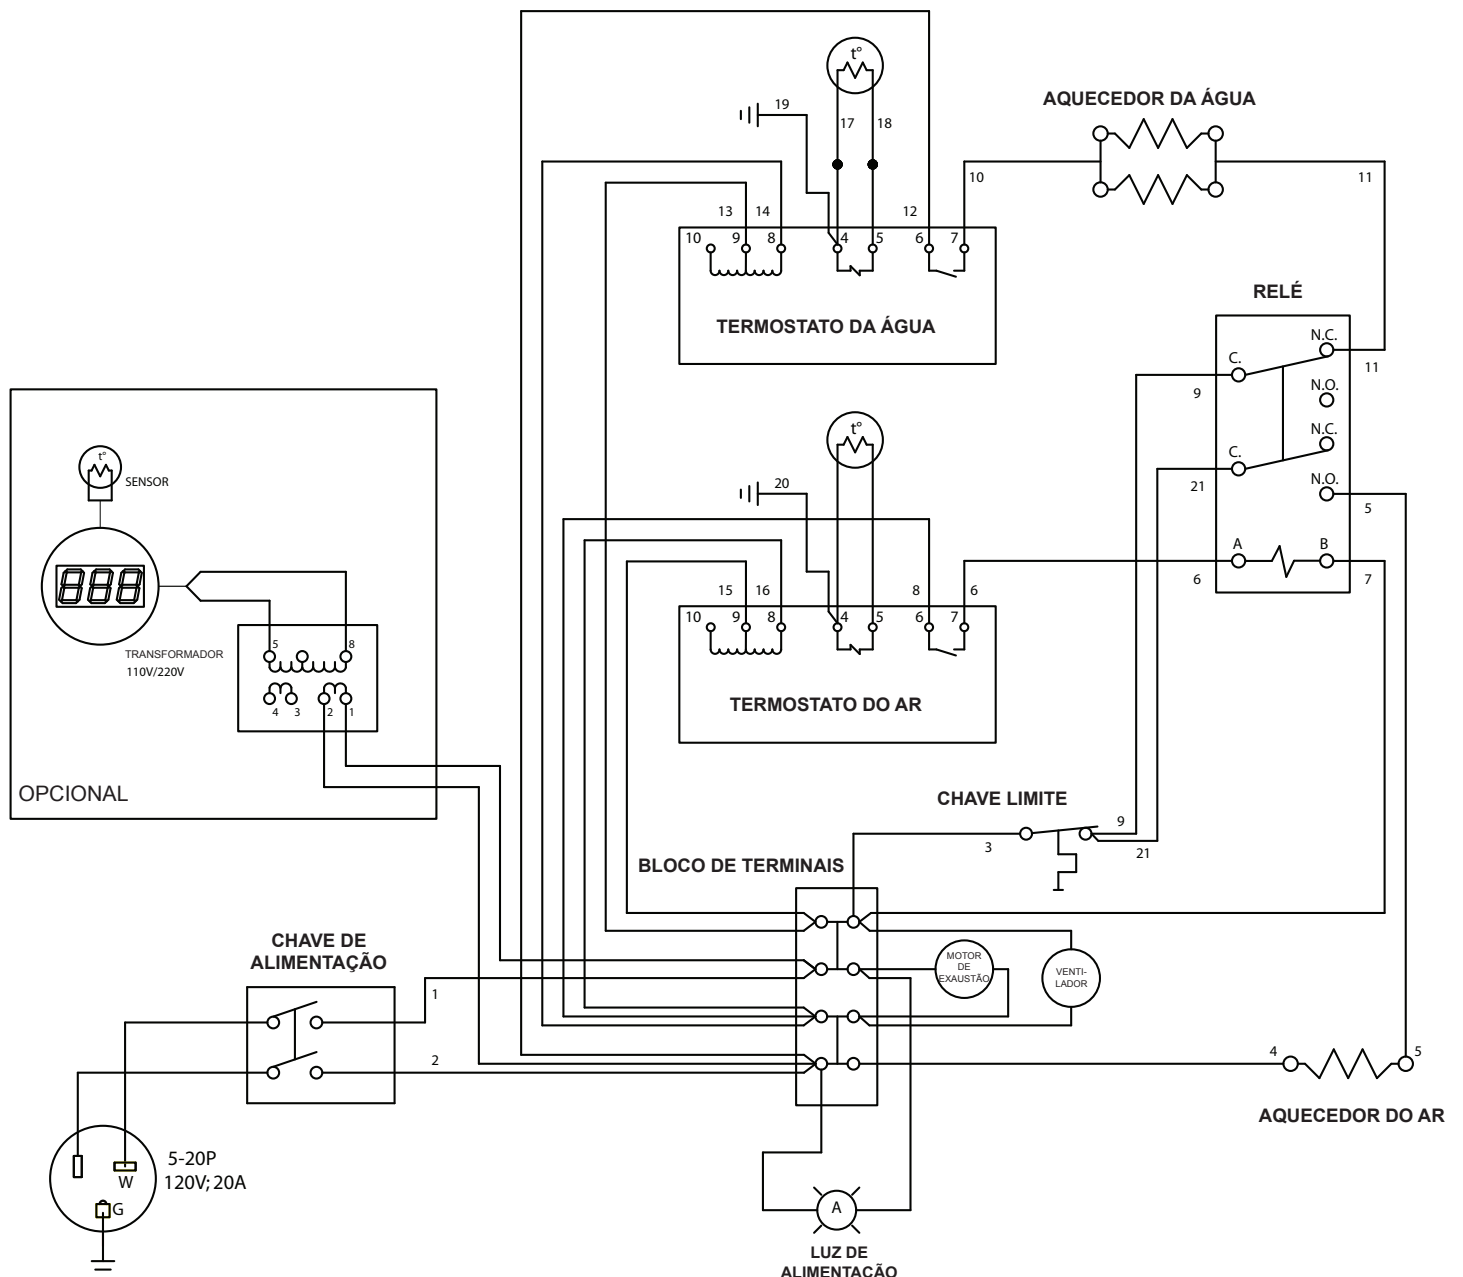 t°
19
17
18
AQUECEDOR DA ÁGUA
10
11
13
14
12
10
9
8
4
5
6
7
TERMOSTATO DA ÁGUA
RELÉ
N.C.
C.
11
9
N.O.
N.C.
C.
21
N.O.
5
A
B
6
7
t°
20
15
16
8
6
10
9
8
4
5
6
7
TERMOSTATO DO AR
t°
SENSOR
888
TRANSFORMADOR
110V/220V
5
8
4
3
2
1
OPCIONAL
CHAVE LIMITE
9
3
21
BLOCO DE TERMINAIS
CHAVE DE
ALIMENTAÇÃO
1
2
MOTOR
DE
EXAUSTÃO
VENTI-
LADOR
4
5
AQUECEDOR DO AR
5-20P
120V; 20A
W
G
A
LUZ DE
ALIMENTAÇÃO